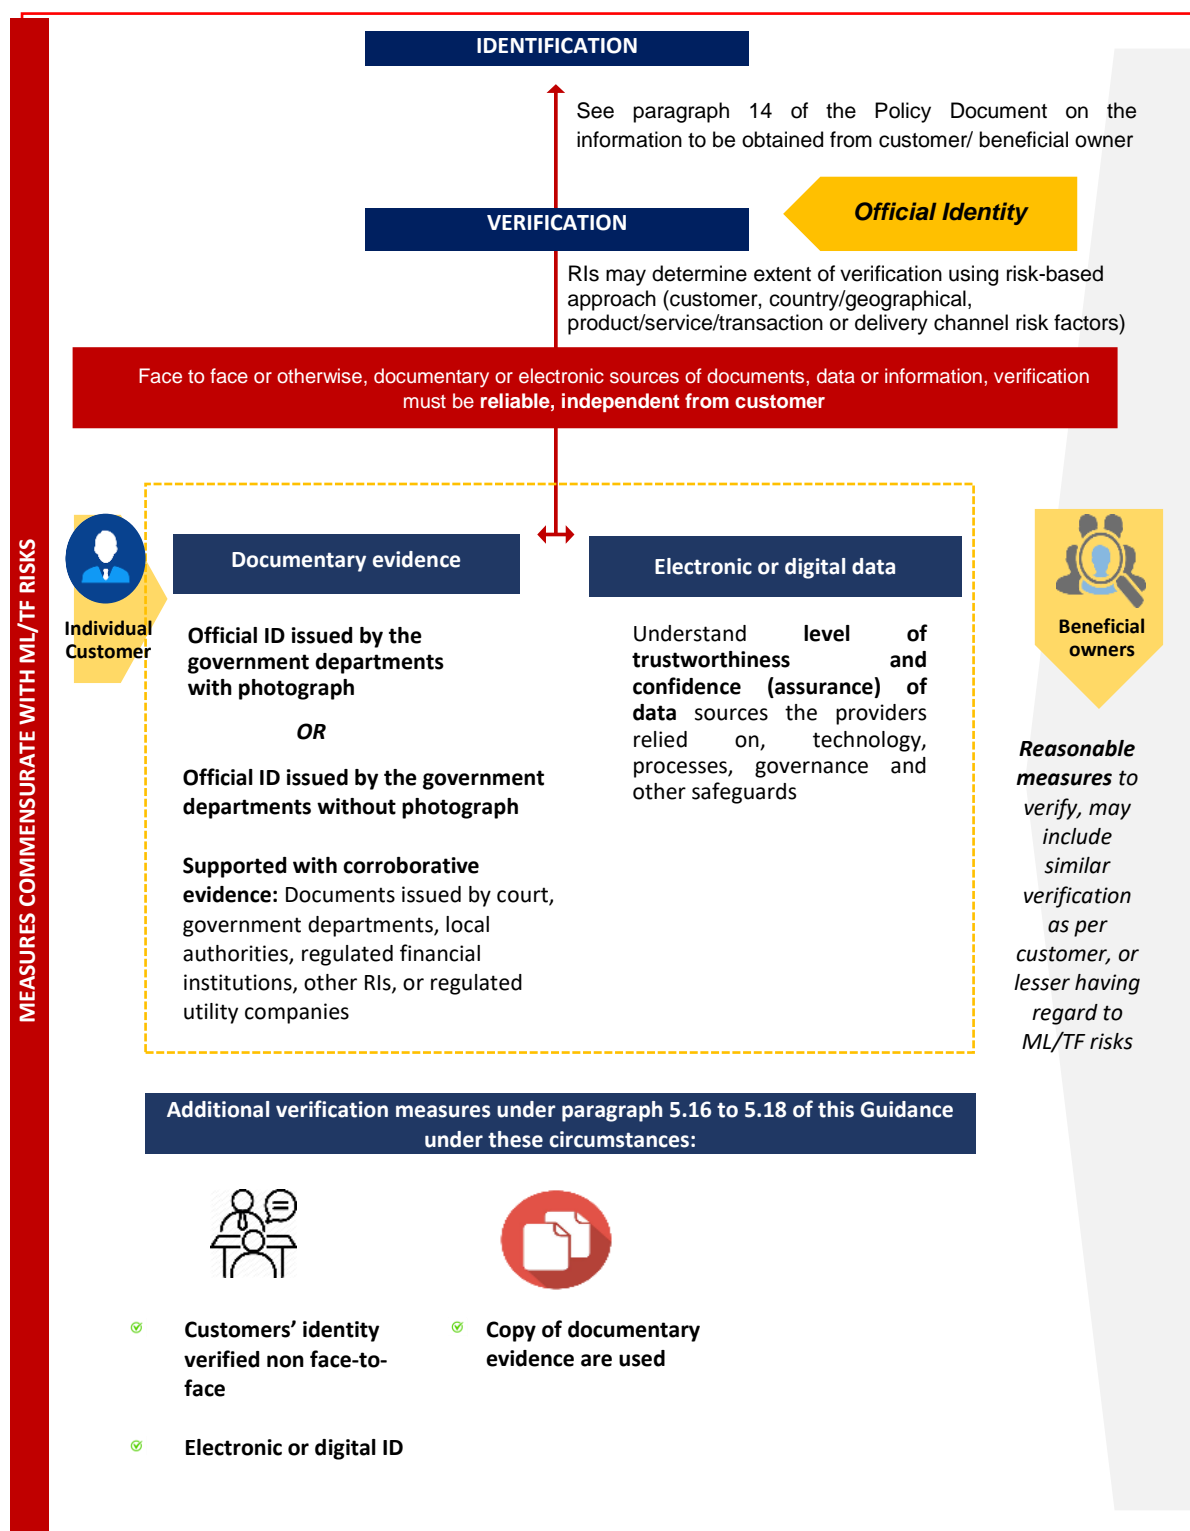 IDENTIFICATION
See paragraph 14 of the Policy Document on the
information to be obtained from customer/ beneficial owner
VERIFICATION
Official Identity
RIs may determine extent of verification using risk-based
approach (customer, country/geographical,
product/service/transaction or delivery channel risk factors)
Face to face or otherwise, documentary or electronic sources of documents, data or information, verification
must be reliable, independent from customer
MEASURES COMMENSURATE WITH ML/TF RISKS
Individual
Customer
Documentary evidence
Official ID issued by the
government departments
with photograph
OR
Official ID issued by the government
departments without photograph
Supported with corroborative
evidence: Documents issued by court,
government departments, local
authorities, regulated financial
institutions, other RIs, or regulated
utility companies
Electronic or digital data
Understand level of
trustworthiness and
confidence (assurance) of
data sources the providers
relied on, technology,
processes, governance and
other safeguards
Beneficial
owners
Reasonable
measures to
verify, may
include
similar
verification
as per
customer, or
lesser having
regard to
ML/TF risks
Additional verification measures under paragraph 5.16 to 5.18 of this Guidance
under these circumstances:
Customers’ identity
verified non face-to-
face
Electronic or digital ID
Copy of documentary
evidence are used